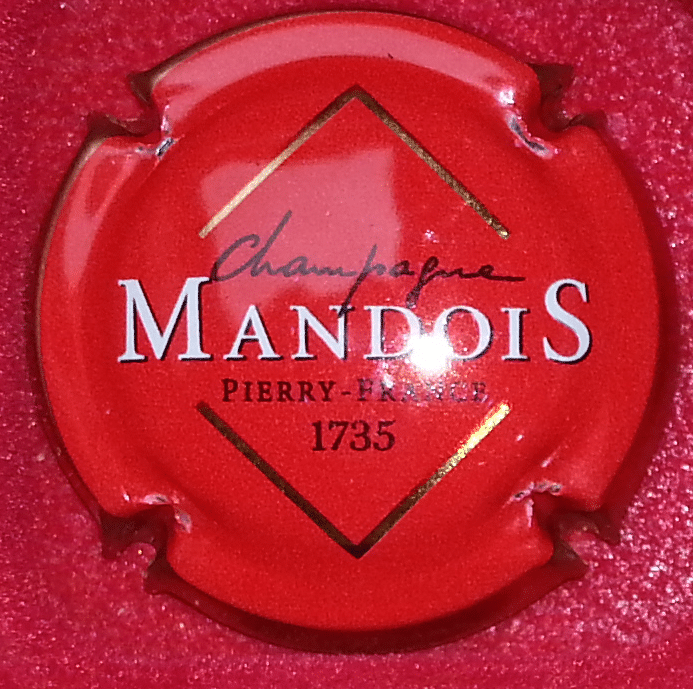 Champagne
MANDOIS
PIERRY-FRANCE
1735